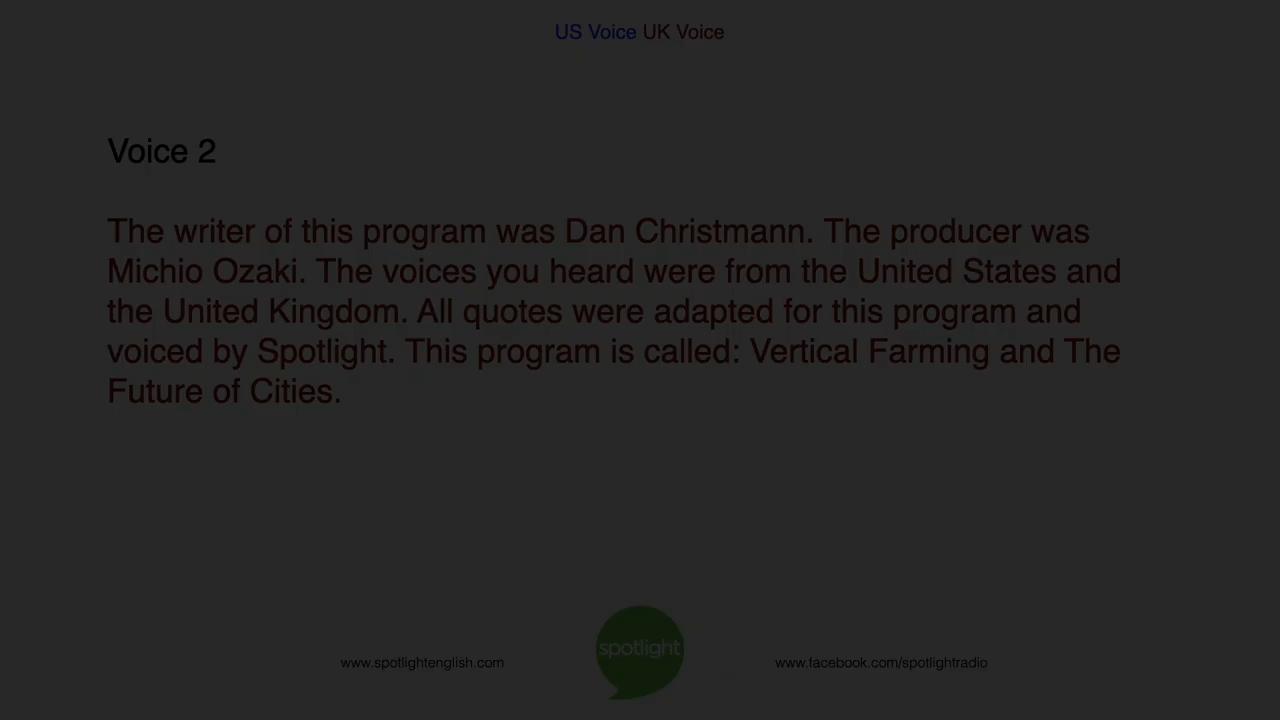 US Voice UK Voice
Voice 2
The writer of this program was Dan Christmann. The producer was
Michio Ozaki. The voices you heard were from the United States and
the United Kingdom. All quotes were adapted for this program and
voiced by Spotlight. This program is called: Vertical Farming and The
Future of Cities.
spotlight
www.spotlightenglish.com
www.facebook.com/spotlightradio